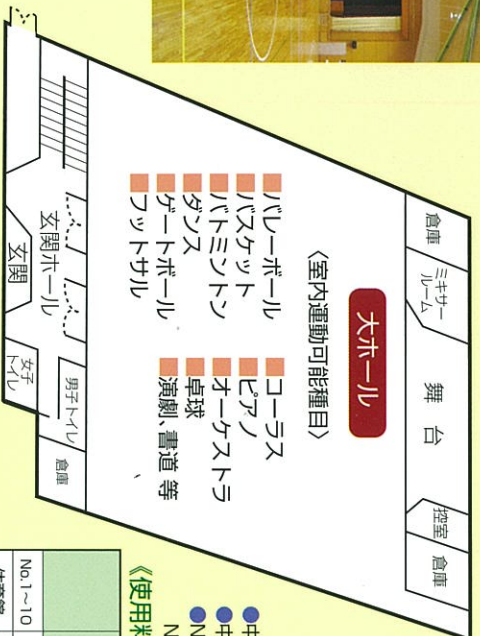 倉庫
ミキサー
ルーム
舞台
控室
倉庫
大ホール
〈室内運動可能種目〉
■バレーボール
■バスケット
■バトミントン
■ダンス
■ゲートボール
■フットサル
■コーラス
■ピアノ
■オーケストラ
■卓球
■演劇、書道 等
玄関ホール
玄関
男子トイレ
女子
トイレ
倉庫
●中
●中
●N
N
《使用料
No.1～10